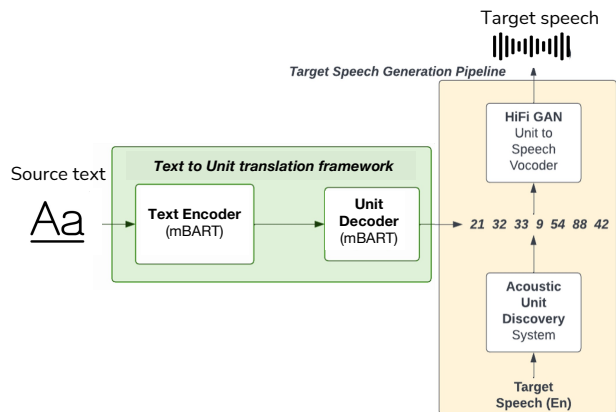 Target speech
Target Speech Generation Pipeline
HiFi GAN
Unit to
Speech
Vocoder
Text to Unit translation framework
Source text
Aa
Text Encoder
(mBART)
Unit
Decoder
(mBART)
21 32 33 9 54 88 42
Acoustic
Unit
Discovery
System
Target
Speech (En)